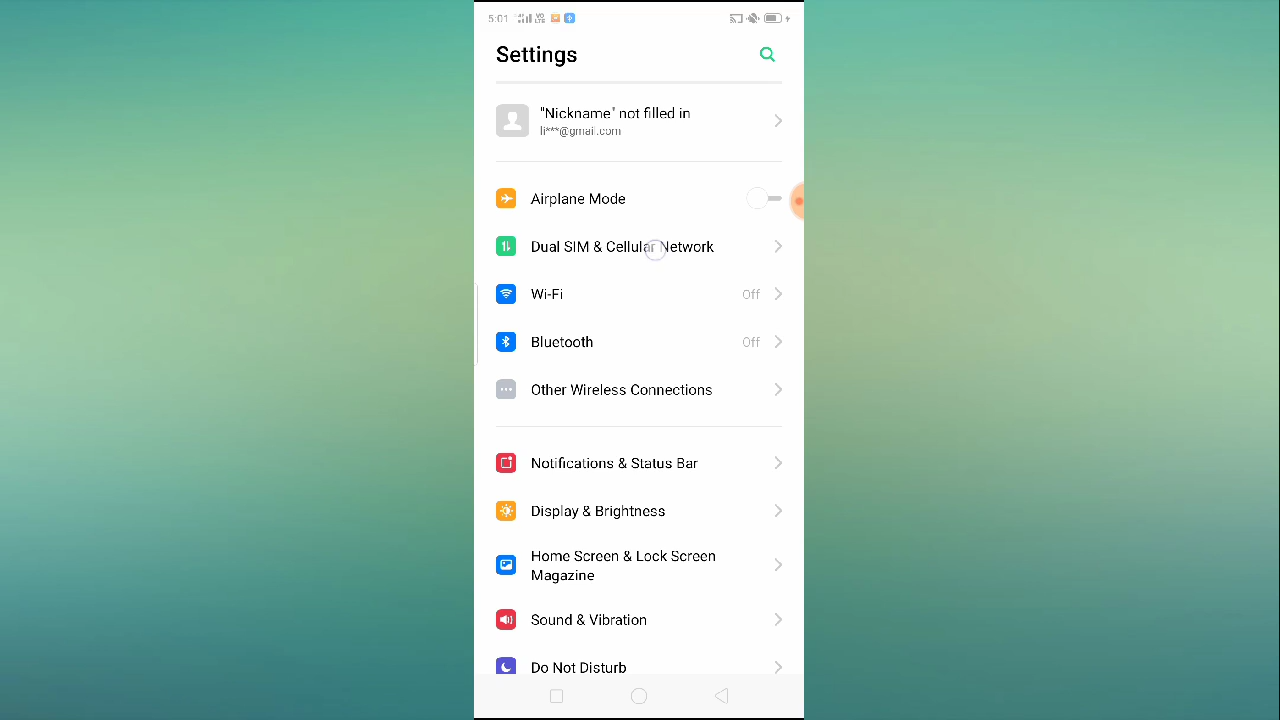 5:01
Settings
"Nickname" not filled in
li***@gmail.com
Airplane Mode
Dual SIM & Cellular Network
Wi-Fi Off
Bluetooth Off
Other Wireless Connections
Notifications & Status Bar
Display & Brightness
Home Screen & Lock Screen
Magazine
Sound & Vibration
Do Not Disturb